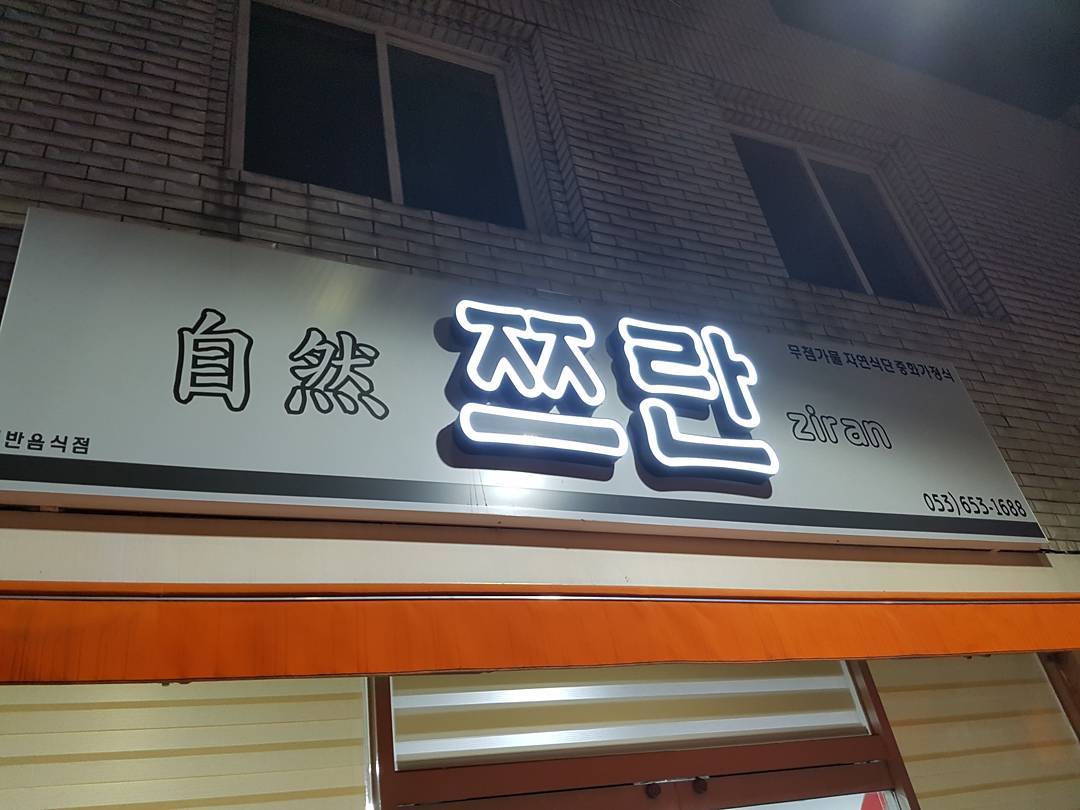 自然 쯔란
무첨가물 자연식단 중화가정식
ziran
일반음식점
053)653-1688